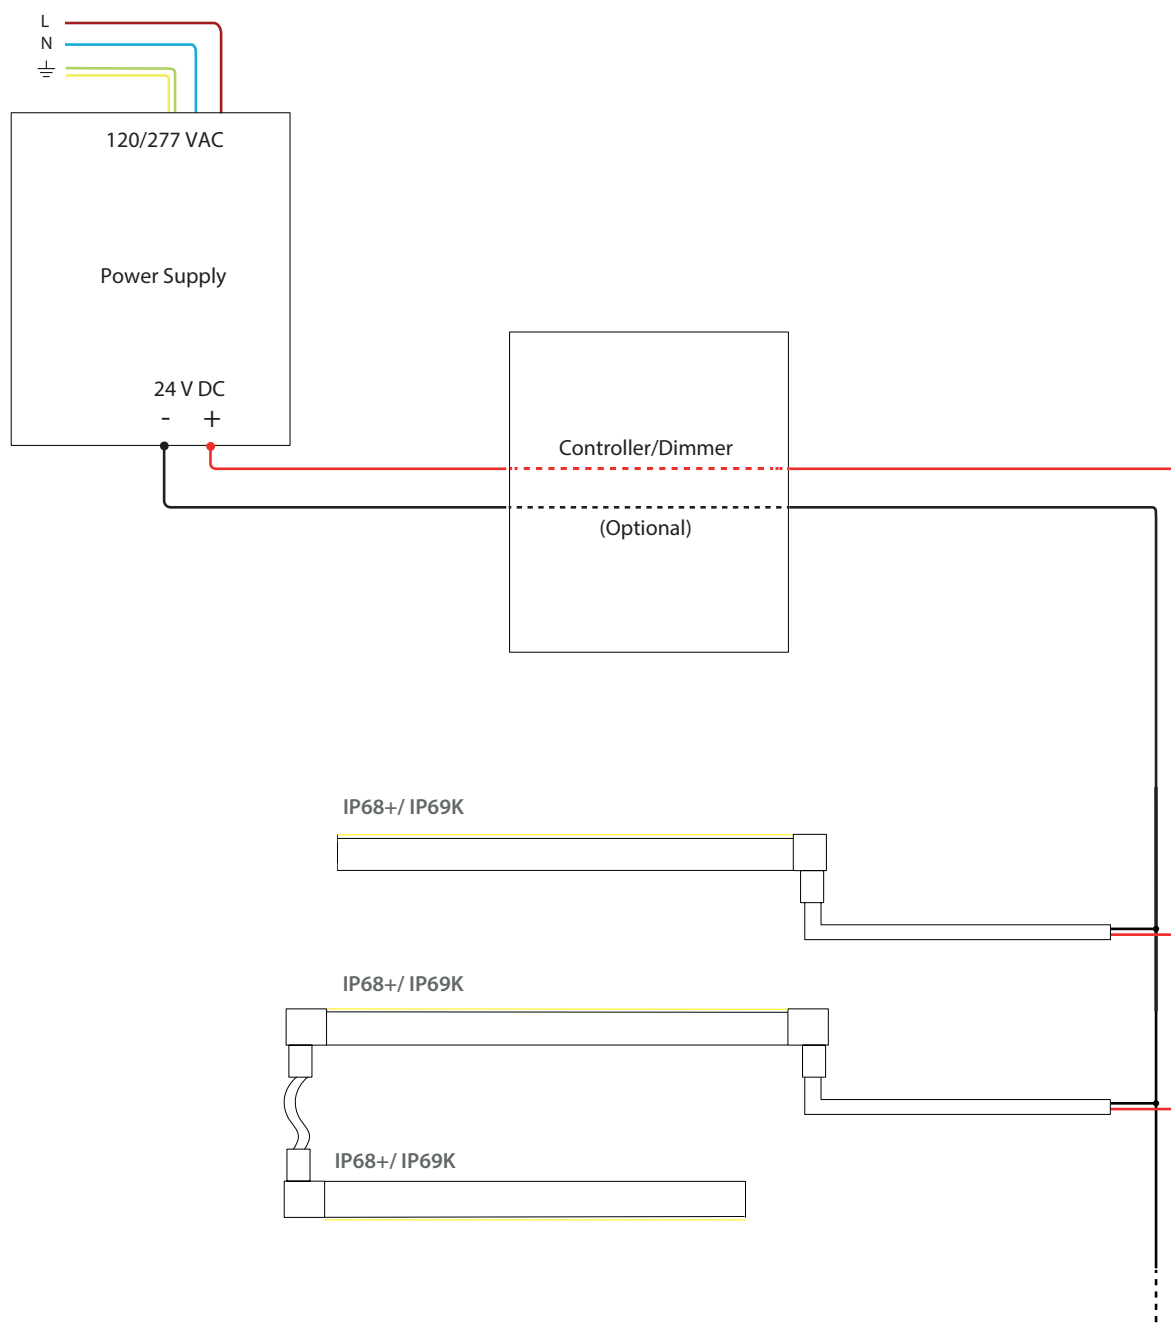 L
N
120/277 VAC
Power Supply
24 V DC
- +
Controller/Dimmer
(Optional)
IP68+/ IP69K
IP68+/ IP69K
IP68+/ IP69K